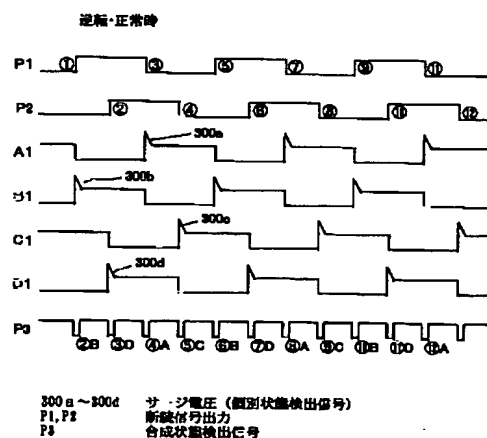 逆転・正常時
P1 ① ③ ⑤ ⑦ ⑨ ⑪
P2 ② ④ ⑥ ⑧ ⑩ ⑫
A1 300a
B1 300b
C1 300c
D1 300d
P3
②B ③D ④A ⑤C ⑥B ⑦D ⑧A ⑨C ⑩B ⑪D ⑫A
300a～300d サージ電圧（個別状態検出信号）
P1,P2 断続信号出力
P3 合成状態検出信号